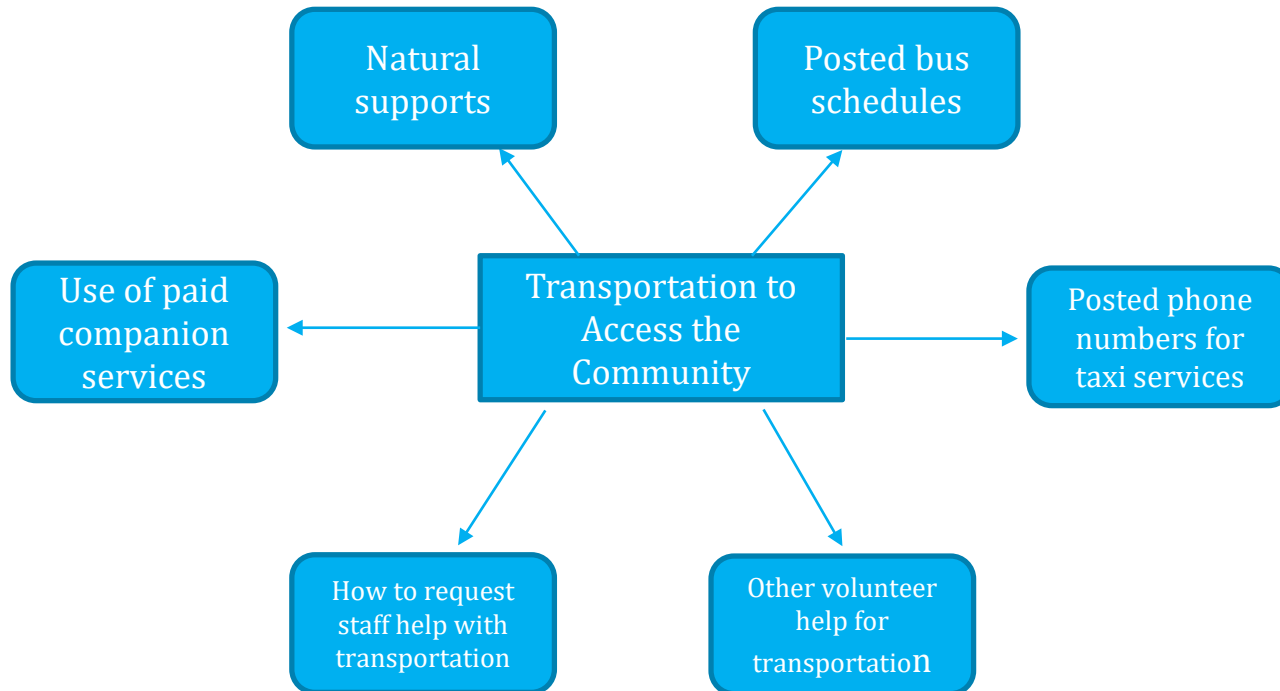 Natural
supports
Posted bus
schedules
Use of paid
companion
services
Transportation to
Access the
Community
Posted phone
numbers for
taxi services
How to request
staff help with
transportation
Other volunteer
help for
transportation